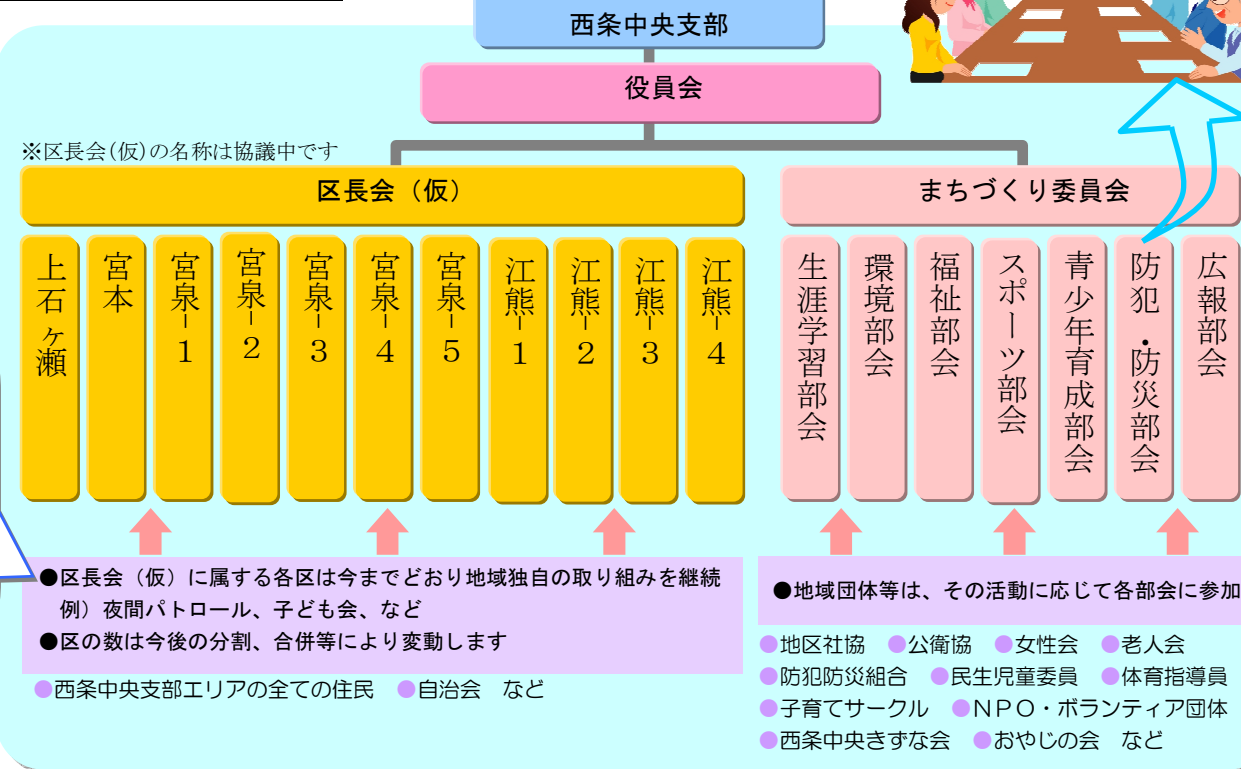 西条中央支部
役員会
※区長会(仮)の名称は協議中です
区長会（仮）
上石ヶ瀬
宮本
宮泉-1
宮泉-2
宮泉-3
宮泉-4
宮泉-5
江熊-1
江熊-2
江熊-3
江熊-4
まちづくり委員会
生涯学習部会
環境部会
福祉部会
スポーツ部会
青少年育成部会
防犯・防災部会
広報部会
●区長会（仮）に属する各区は今までどおり地域独自の取り組みを継続
例）夜間パトロール、子ども会、など
●区の数は今後の分割、合併等により変動します
●西条中央支部エリアの全ての住民 ●自治会 など
●地域団体等は、その活動に応じて各部会に参加
●地区社協 ●公衛協 ●女性会 ●老人会
●防犯防災組合 ●民生児童委員 ●体育指導員
●子育てサークル ●ＮＰＯ・ボランティア団体
●西条中央きずな会 ●おやじの会 など